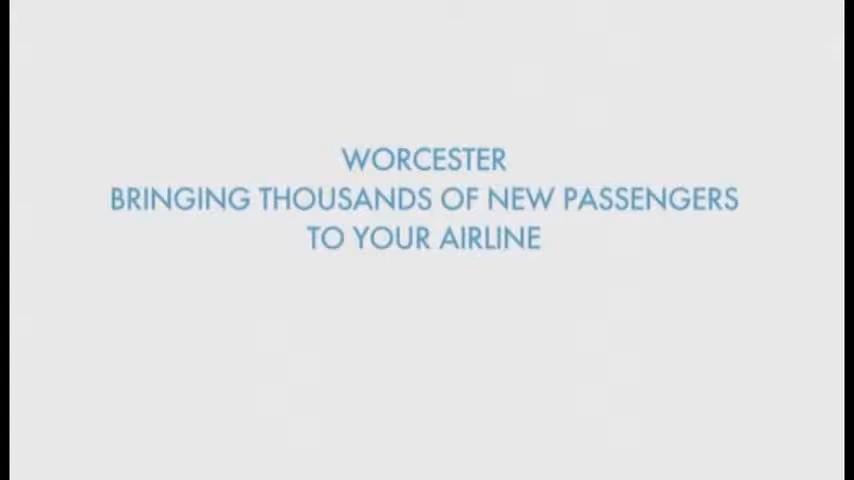 WORCESTER
BRINGING THOUSANDS OF NEW PASSENGERS
TO YOUR AIRLINE